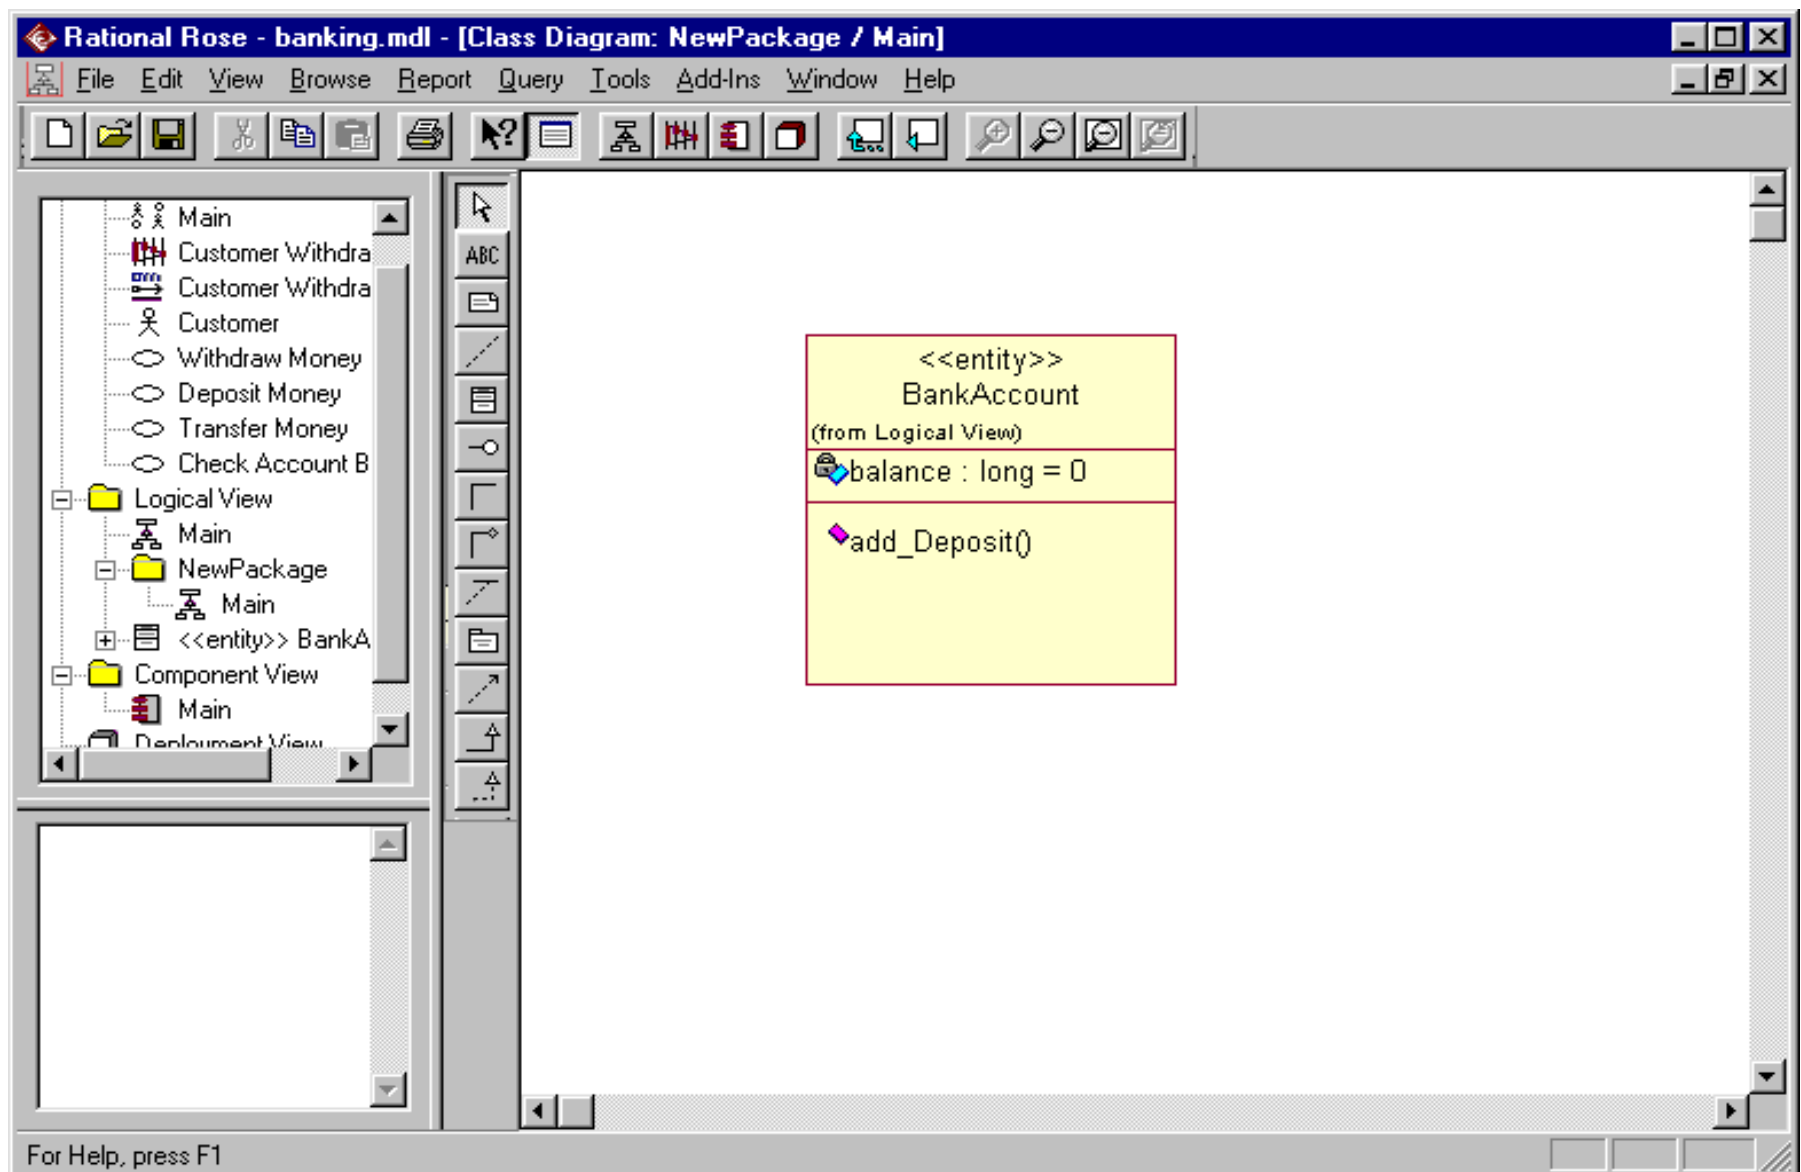 Rational Rose - banking.mdl - [Class Diagram: NewPackage / Main]
File Edit View Browse Report Query Tools Add-Ins Window Help
Main
Customer Withdra
Customer Withdra
Customer
Withdraw Money
Deposit Money
Transfer Money
Check Account B
Logical View
Main
NewPackage
Main
<<entity>> BankA
Component View
Main
Deployment View
ABC
<<entity>>
BankAccount
(from Logical View)
balance : long = 0
add_Deposit()
For Help, press F1